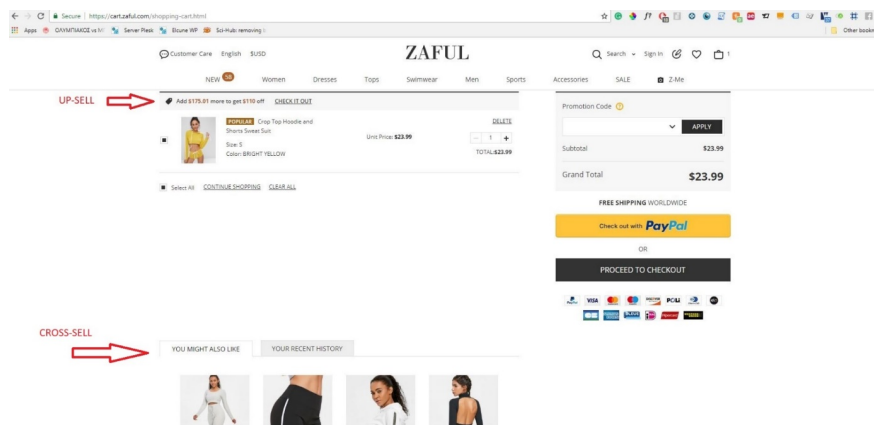 Secure https://cart.zaful.com/shopping-cart.html
Apps ΟΛΥΜΠΙΑΚΟΣ Server Plesk Elcune WP Sci-Hub: removing Other bookm
Customer Care English $USD
ZAFUL
Search Sign In 1
NEW 58 Women Dresses Tops Swimwear Men Sports Accessories SALE Z-Me
UP-SELL
Add $175.01 more to get $110 off CHECK IT OUT
POPULAR Crop Top Hoodie and
Shorts Sweat Suit
Size: S
Color: BRIGHT YELLOW
Unit Price: $23.99
DELETE
- 1 +
TOTAL:$23.99
Select All CONTINUE SHOPPING CLEAR ALL
Promotion Code
APPLY
Subtotal $23.99
Grand Total $23.99
FREE SHIPPING WORLDWIDE
Check out with PayPal
OR
PROCEED TO CHECKOUT
VISA POLi
CROSS-SELL
YOU MIGHT ALSO LIKE YOUR RECENT HISTORY